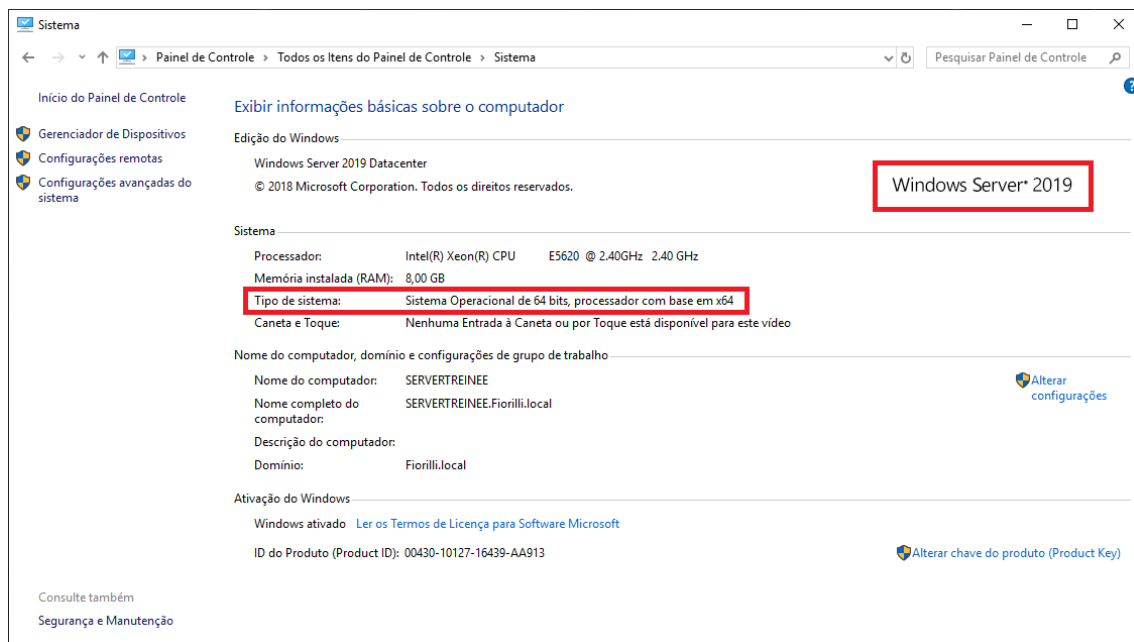 Sistema
Painel de Controle > Todos os Itens do Painel de Controle > Sistema
Pesquisar Painel de Controle
Início do Painel de Controle
Gerenciador de Dispositivos
Configurações remotas
Configurações avançadas do
sistema
Exibir informações básicas sobre o computador
Edição do Windows
Windows Server 2019 Datacenter
© 2018 Microsoft Corporation. Todos os direitos reservados.
Windows Server® 2019
Sistema
Processador: Intel(R) Xeon(R) CPU E5620 @ 2.40GHz 2.40 GHz
Memória instalada (RAM): 8,00 GB
Tipo de sistema: Sistema Operacional de 64 bits, processador com base em x64
Caneta e Toque: Nenhuma Entrada à Caneta ou por Toque está disponível para este vídeo
Nome do computador, domínio e configurações de grupo de trabalho
Nome do computador: SERVERTREINEE
Nome completo do SERVERTREINEE.Fiorilli.local
computador:
Descrição do computador:
Domínio: Fiorilli.local
Alterar
configurações
Ativação do Windows
Windows ativado Ler os Termos de Licença para Software Microsoft
ID do Produto (Product ID): 00430-10127-16439-AA913
Alterar chave do produto (Product Key)
Consulte também
Segurança e Manutenção